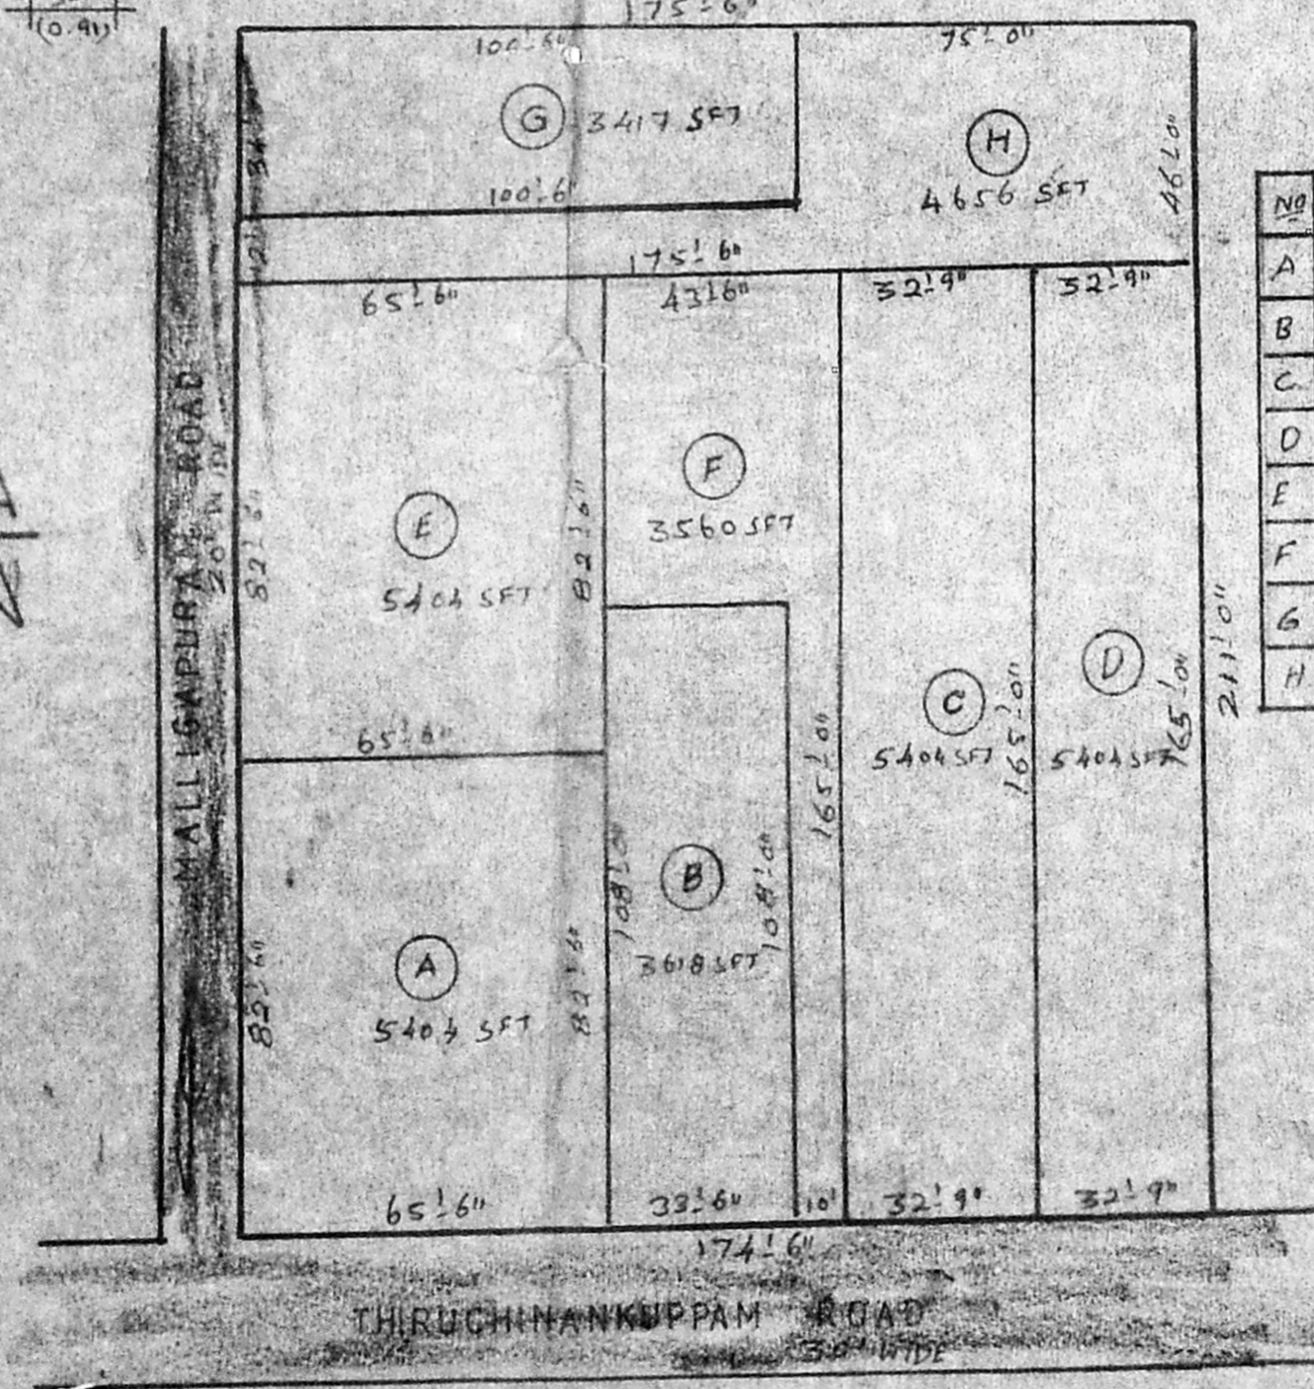 (0.91)
175'-6"
100'-6"
75'-0"
G 3417 SFT
H
4656 SFT
46'-0"
34'
100'-6"
12'
175'-6"
65'-6"
43'-6"
32'-9"
32'-9"
MALLIGAPURAM ROAD
20' WIDE
82'-6"
E
5404 SFT
82'-6"
F
3560 SFT
65'-6"
165'-0"
C
5404 SFT
165'-0"
D
5404 SFT
165'-0"
211'-0"
82'-6"
A
5404 SFT
82'-6"
108'-0"
B
3618 SFT
108'-0"
65'-6"
33'-6"
10'
32'-9"
32'-9"
174'-6"
THIRUCHINANKUPPAM ROAD
30' WIDE
NO
A
B
C
D
E
F
G
H